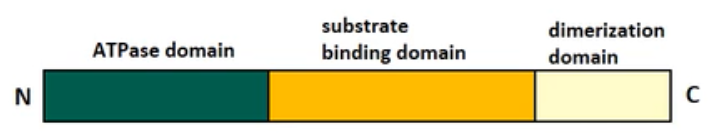 ATPase domain
substrate
binding domain
dimerization
domain
N
C